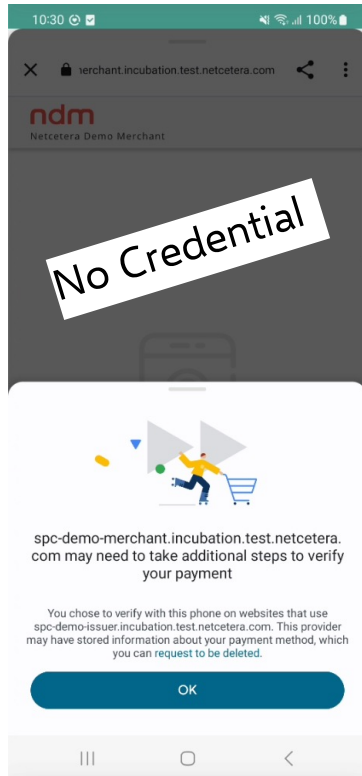 10:30
100%
nerchant.incubation.test.netcetera.com
ndm
Netcetera Demo Merchant
No Credential
spc-demo-merchant.incubation.test.netcetera.
com may need to take additional steps to verify
your payment
You chose to verify with this phone on websites that use
spc-demo-issuer.incubation.test.netcetera.com. This provider
may have stored information about your payment method, which
you can request to be deleted.
OK